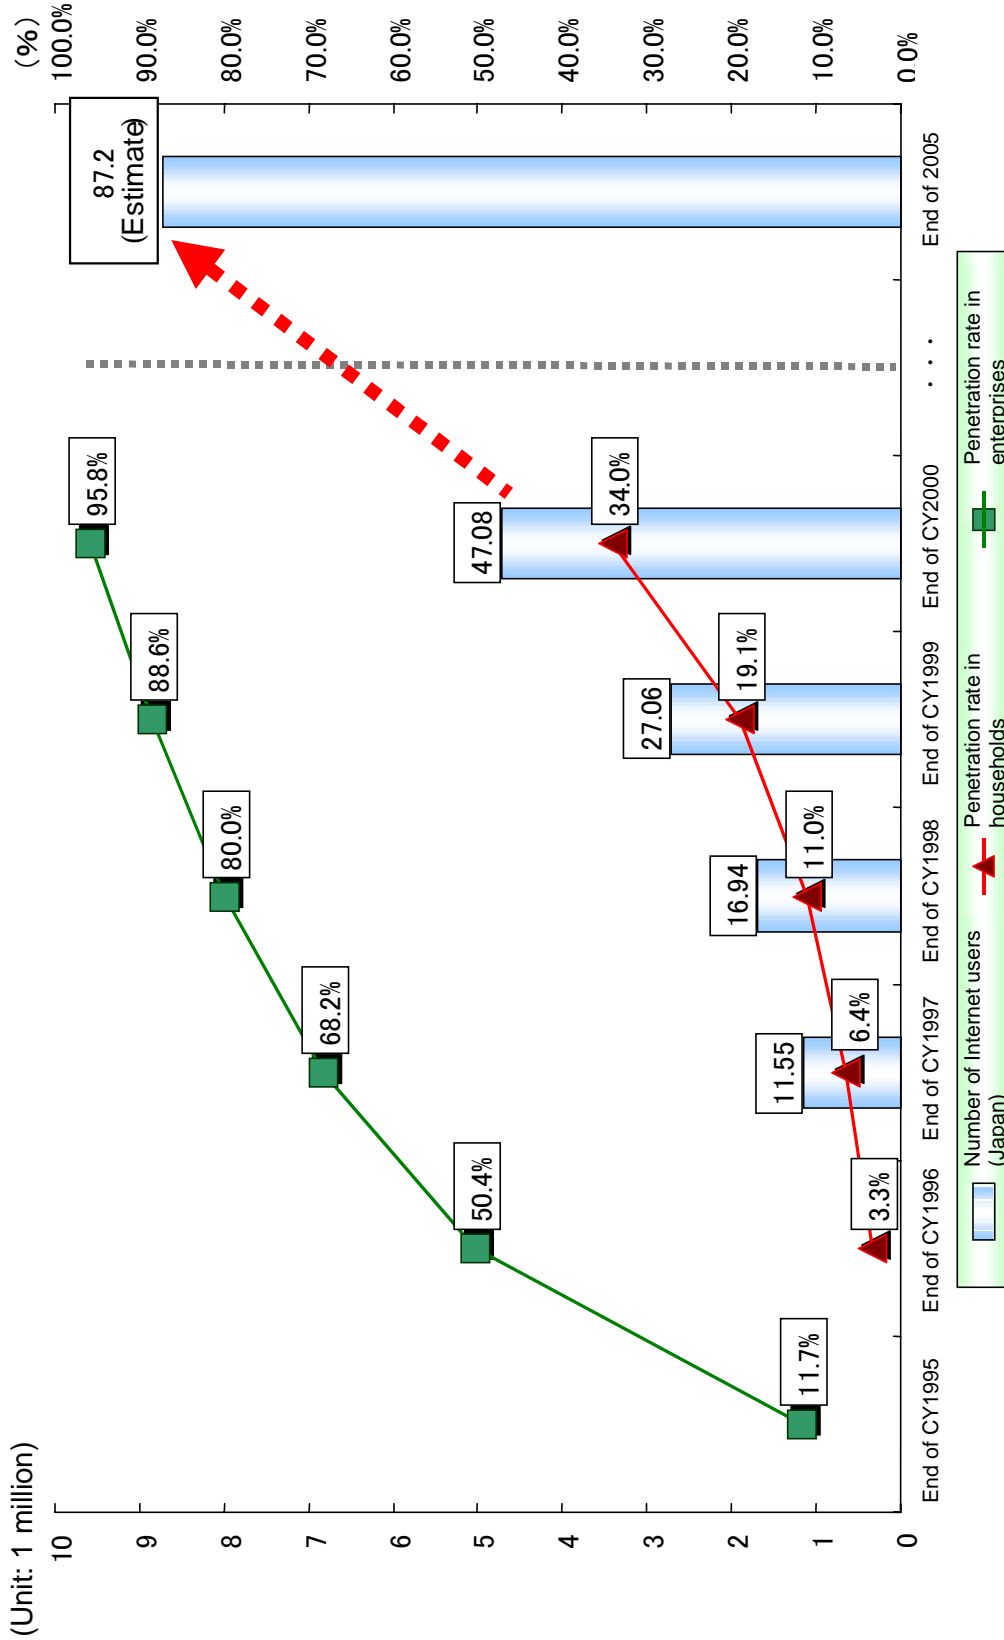 (Unit: 1 million)
(%)
10
9
8
7
6
5
4
3
2
1
0
100.0%
90.0%
80.0%
70.0%
60.0%
50.0%
40.0%
30.0%
20.0%
10.0%
0.0%
11.7%
50.4%
68.2%
80.0%
88.6%
95.8%
3.3%
6.4%
11.0%
19.1%
34.0%
11.55
16.94
27.06
47.08
87.2
(Estimate)
End of CY1995
End of CY1996
End of CY1997
End of CY1998
End of CY1999
End of CY2000
...
End of 2005
Number of Internet users
(Japan)
Penetration rate in
households
Penetration rate in
enterprises